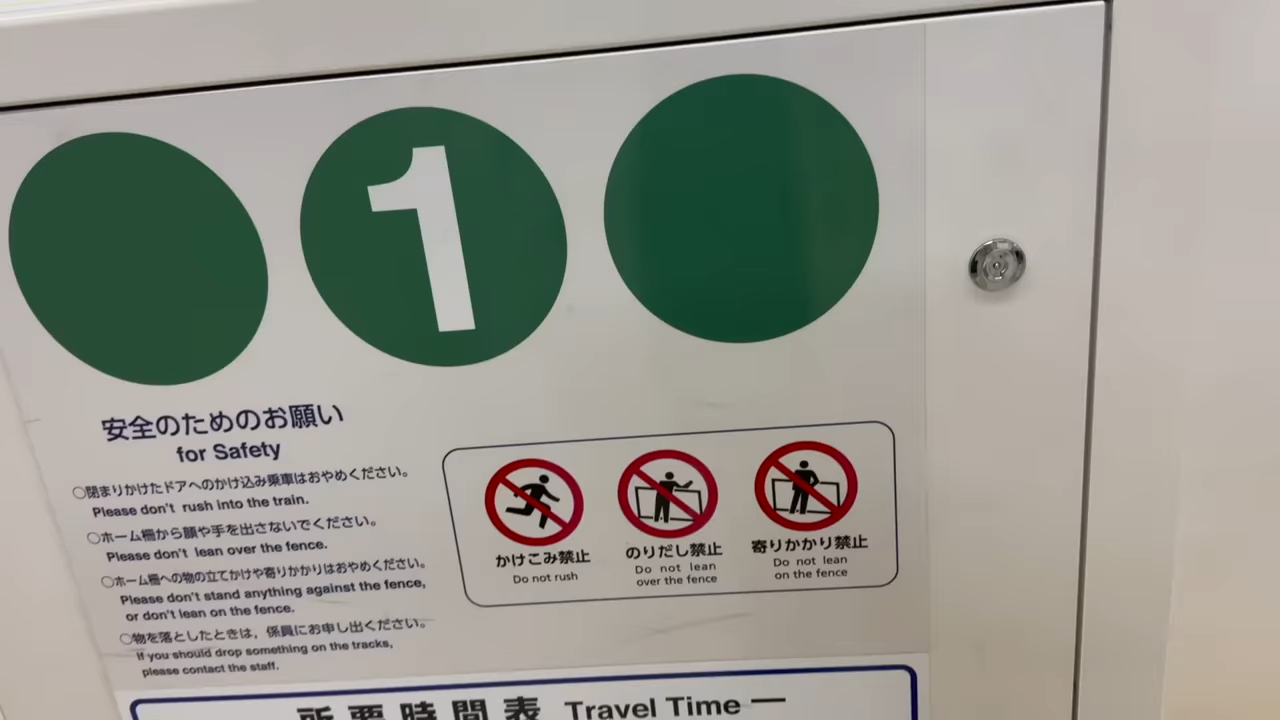 1
安全のためのお願い
for Safety
○閉まりかけたドアへのかけ込み乗車はおやめください。
Please don't rush into the train.
○ホーム柵から顔や手を出さないでください。
Please don't lean over the fence.
○ホーム柵への物の立てかけや寄りかかりはおやめください。
Please don't stand anything against the fence,
or don't lean on the fence.
○物を落としたときは、係員にお申し出ください。
If you should drop something on the tracks,
please contact the staff.
かけこみ禁止
Do not rush
のりだし禁止
Do not lean
over the fence
寄りかかり禁止
Do not lean
on the fence
所要時間表 Travel Time